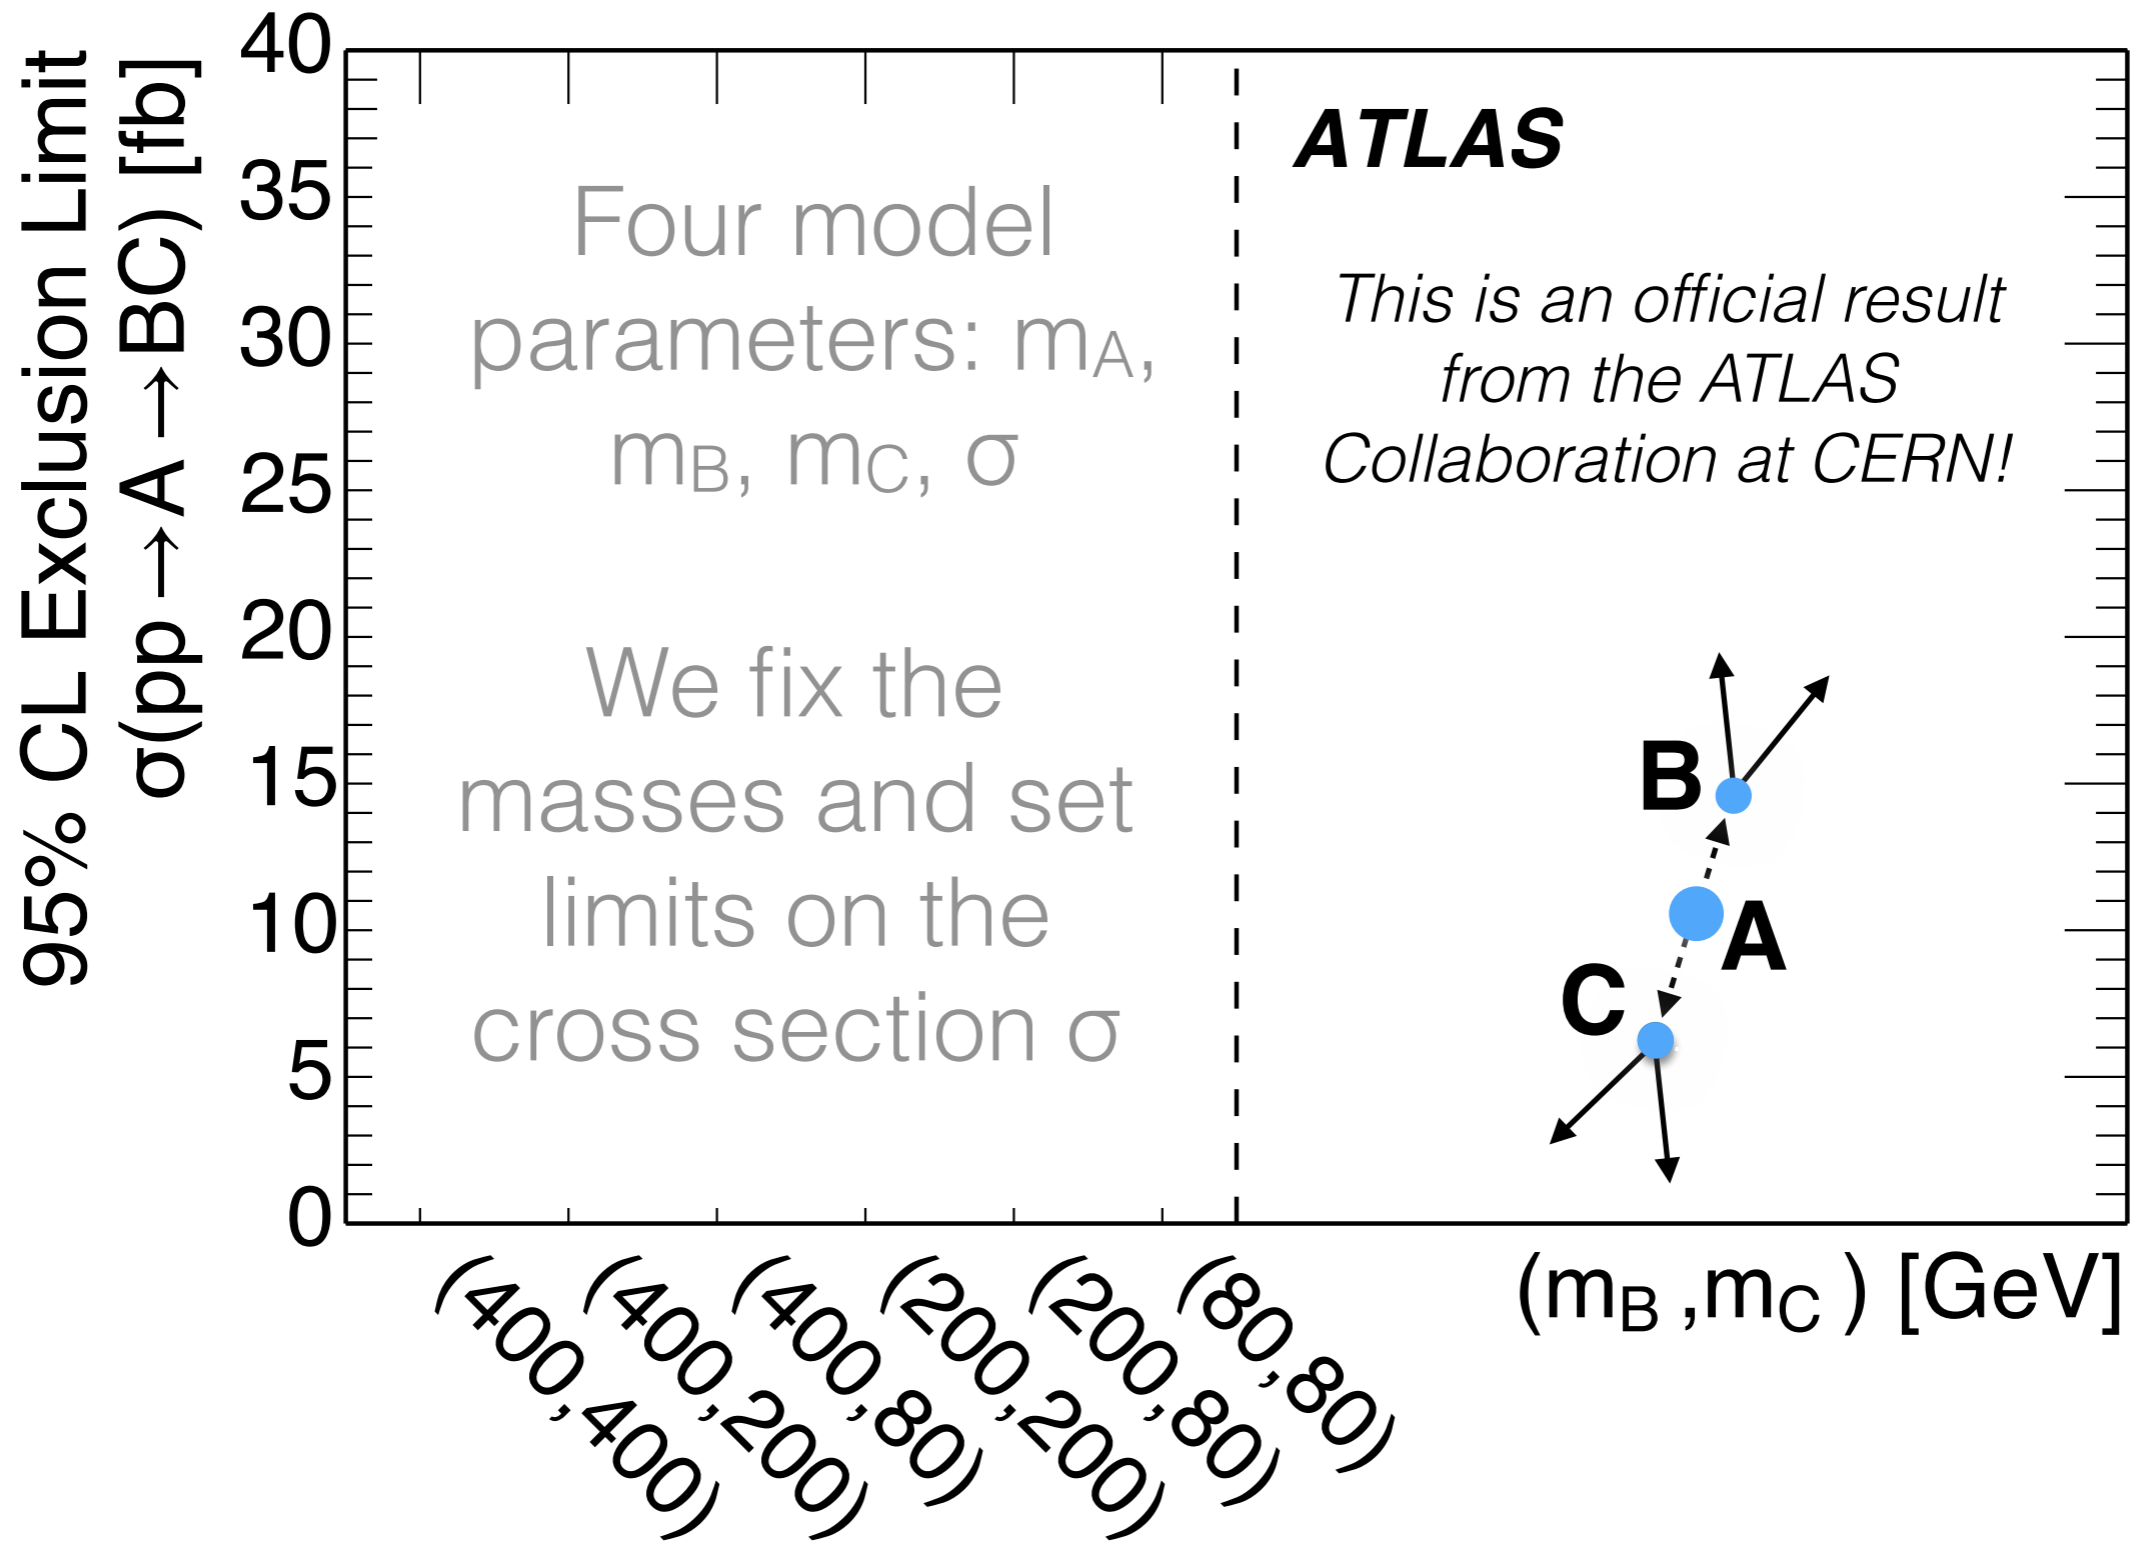 95% CL Exclusion Limit
σ(pp → A → BC) [fb]
40
35
30
25
20
15
10
5
0
Four model
parameters: mA,
mB, mC, σ
We fix the
masses and set
limits on the
cross section σ
ATLAS
This is an official result
from the ATLAS
Collaboration at CERN!
B
A
C
(400,400)
(400,200)
(400,80)
(200,200)
(200,80)
(80,80)
(mB ,mC ) [GeV]